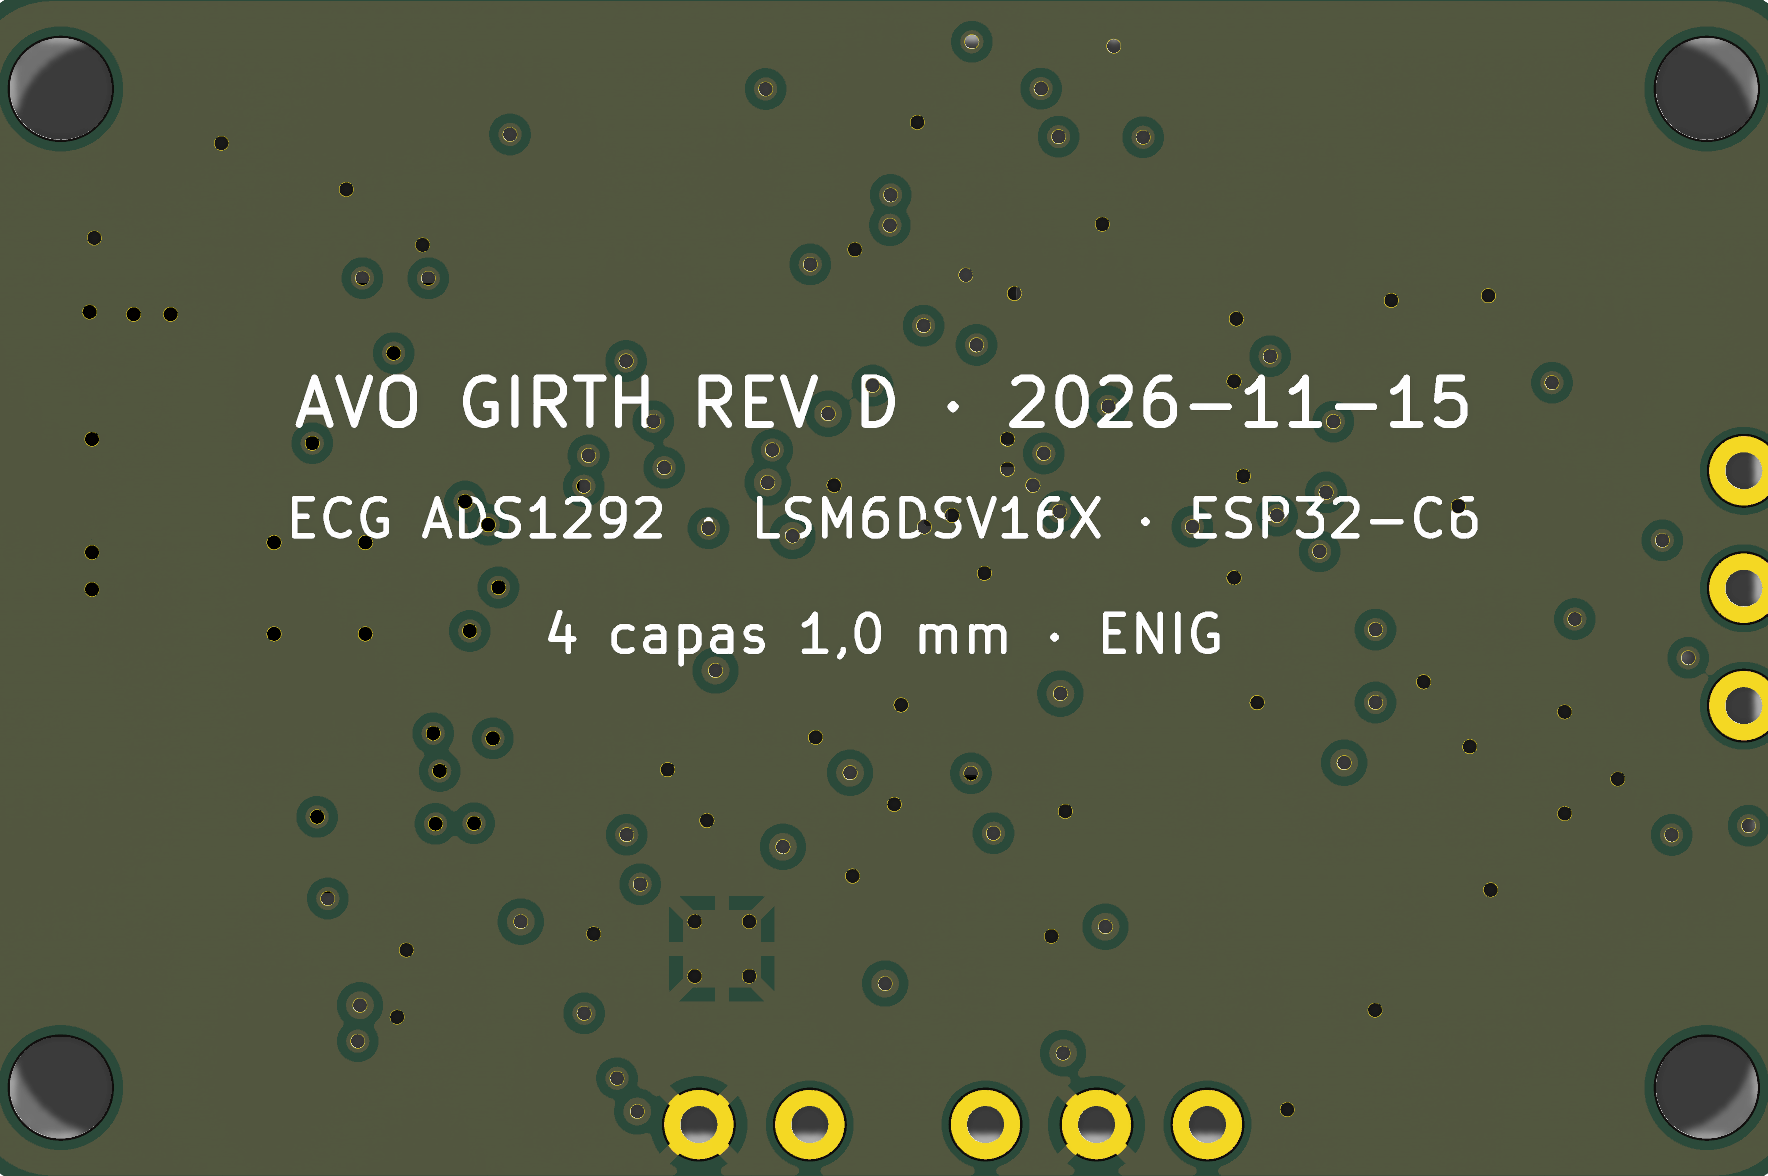 AVO GIRTH REV D · 2026-11-15
ECG ADS1292 · LSM6DSV16X · ESP32-C6
4 capas 1,0 mm · ENIG